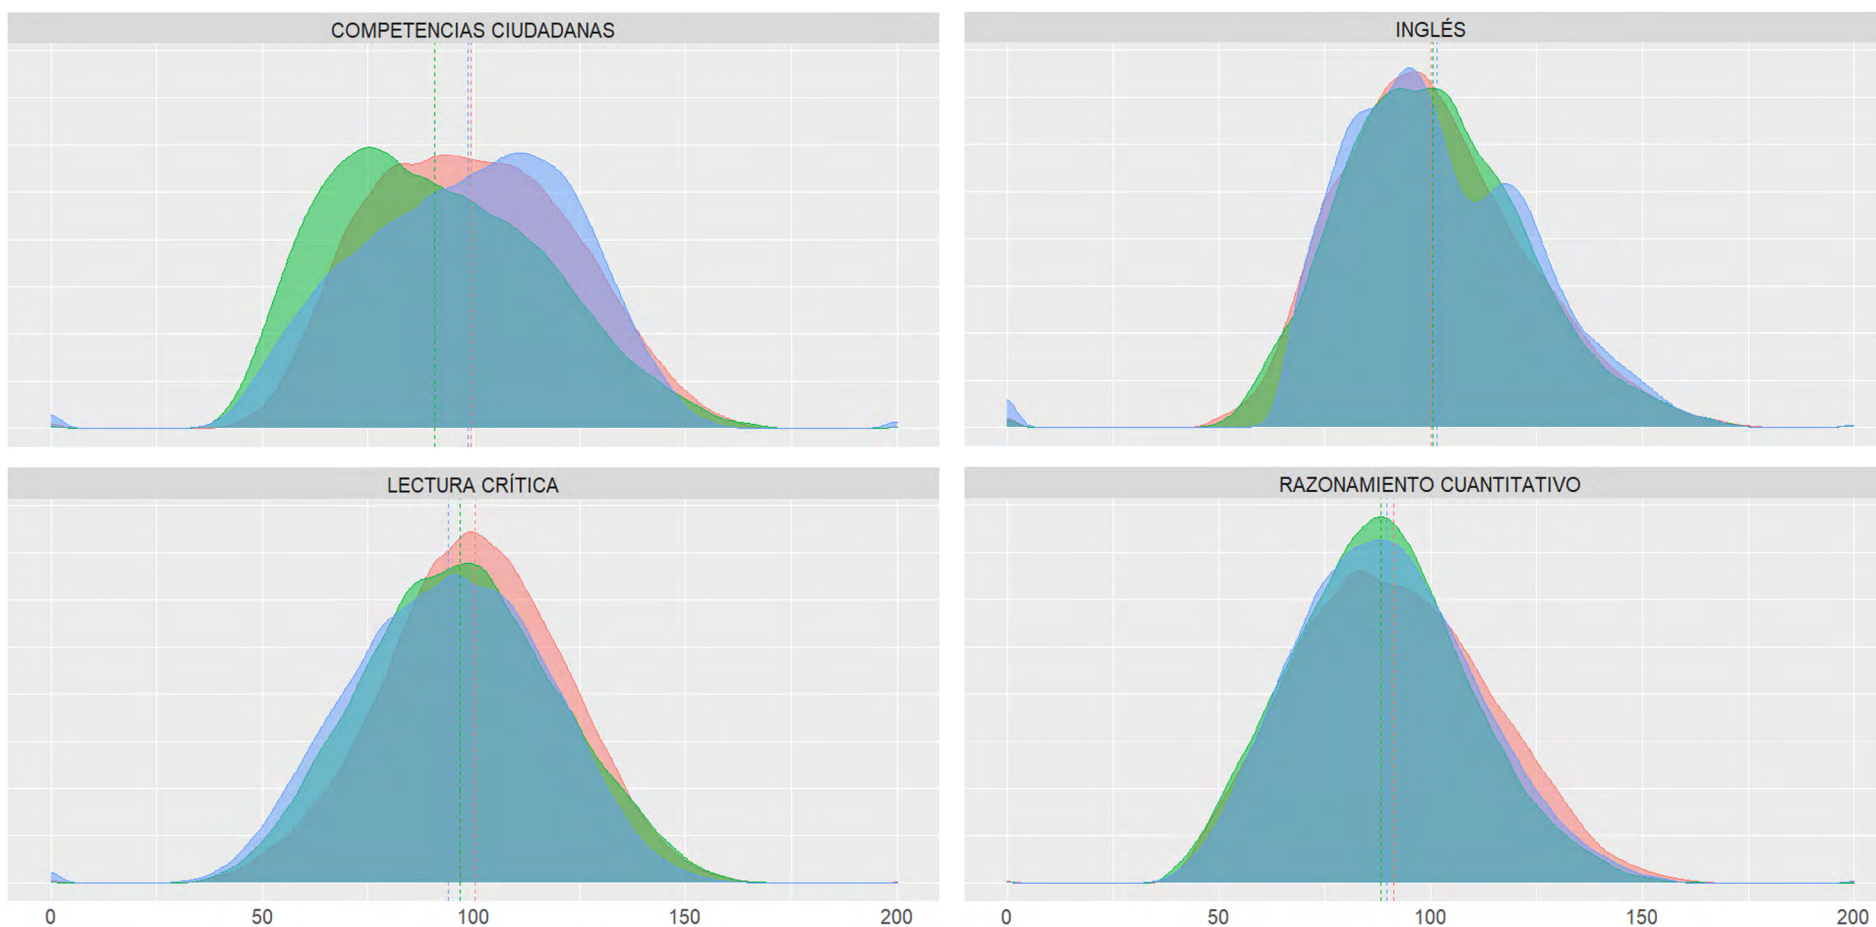 COMPETENCIAS CIUDADANAS
INGLÉS
LECTURA CRÍTICA
RAZONAMIENTO CUANTITATIVO
0 50 100 150 200
0 50 100 150 200